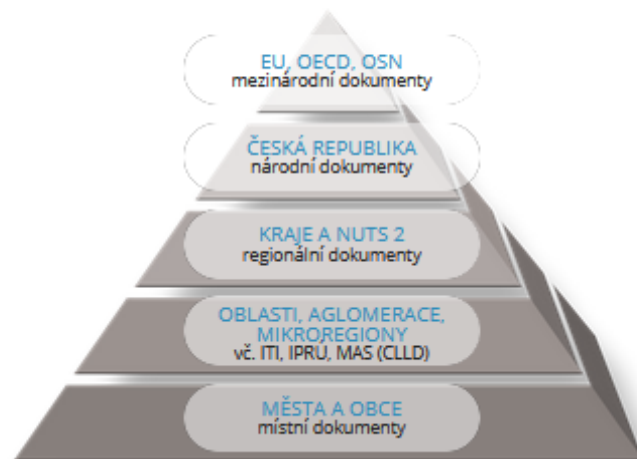 EU, OECD, OSN
mezinárodní dokumenty
ČESKÁ REPUBLIKA
národní dokumenty
KRAJE A NUTS 2
regionální dokumenty
OBLASTI, AGLOMERACE,
MIKROREGIONY
vč. ITI, IPRÚ, MAS (CLLD)
MĚSTA A OBCE
místní dokumenty